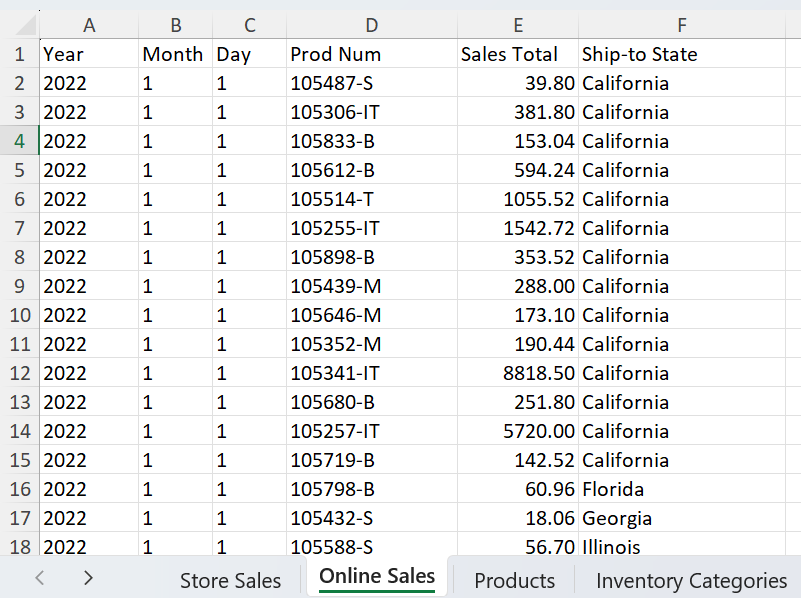 A B C D E F
1 Year Month Day Prod Num Sales Total Ship-to State
2 2022 1 1 105487-S 39.80 California
3 2022 1 1 105306-IT 381.80 California
4 2022 1 1 105833-B 153.04 California
5 2022 1 1 105612-B 594.24 California
6 2022 1 1 105514-T 1055.52 California
7 2022 1 1 105255-IT 1542.72 California
8 2022 1 1 105898-B 353.52 California
9 2022 1 1 105439-M 288.00 California
10 2022 1 1 105646-M 173.10 California
11 2022 1 1 105352-M 190.44 California
12 2022 1 1 105341-IT 8818.50 California
13 2022 1 1 105680-B 251.80 California
14 2022 1 1 105257-IT 5720.00 California
15 2022 1 1 105719-B 142.52 California
16 2022 1 1 105798-B 60.96 Florida
17 2022 1 1 105432-S 18.06 Georgia
18 2022 1 1 105588-S 56.70 Illinois
Store Sales Online Sales Products Inventory Categories